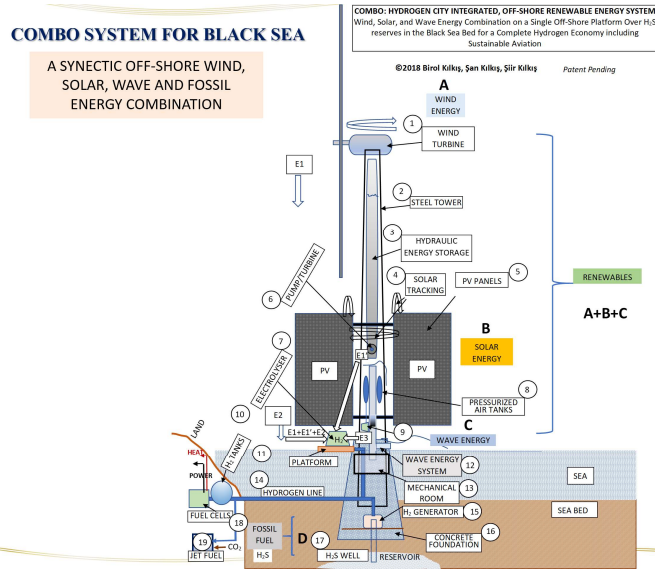 COMBO: HYDROGEN CITY INTEGRATED, OFF-SHORE RENEWABLE ENERGY SYSTEM
Wind, Solar, and Wave Energy Combination on a Single Off-Shore Platform Over H₂S
reserves in the Black Sea Bed for a Complete Hydrogen Economy including
Sustainable Aviation
COMBO SYSTEM FOR BLACK SEA
A SYNECTIC OFF-SHORE WIND,
SOLAR, WAVE AND FOSSIL
ENERGY COMBINATION
©2018 Birol Kılkış, Şan Kılkış, Şiir Kılkış
Patent Pending
A
WIND
ENERGY
1
WIND
TURBINE
E1
2
STEEL TOWER
3
HYDRAULIC
ENERGY STORAGE
4
SOLAR
TRACKING
5
PV PANELS
RENEWABLES
A+B+C
6
PUMP/TURBINE
7
ELECTROLYSER
E1'
B
SOLAR
ENERGY
PV
PV
8
PRESSURIZED
AIR TANKS
C
WAVE ENERGY
9
10
E2
E1+E1'+E2
H₂
E3
PLATFORM
LAND
H₂ TANKS
11
HEAT
POWER
WAVE ENERGY
SYSTEM
12
MECHANICAL
ROOM
13
SEA
14
HYDROGEN LINE
H₂ GENERATOR
15
SEA BED
FUEL CELLS
18
16
CONCRETE
FOUNDATION
FOSSIL
FUEL
H₂S
D
17
H₂S WELL
RESERVOIR
19
CO₂
JET FUEL